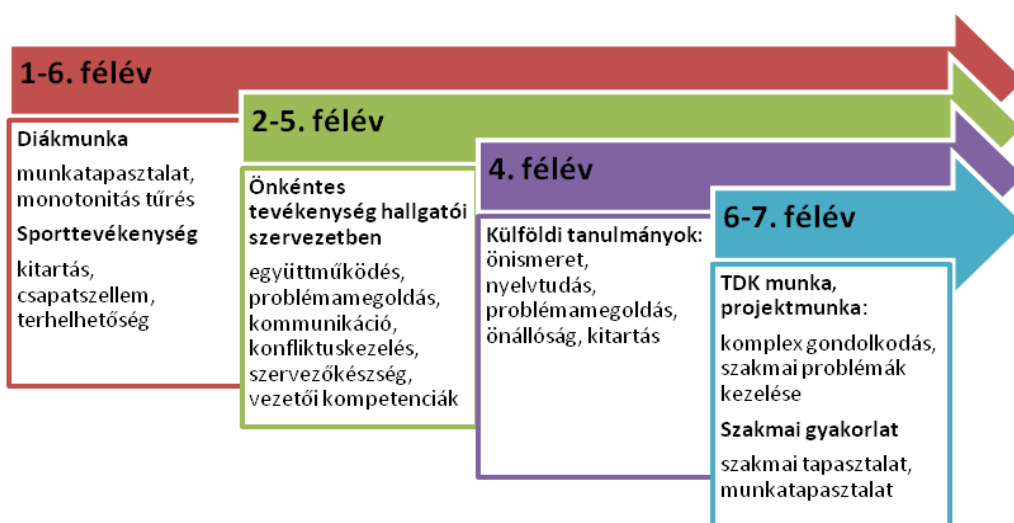 1-6. félév
Diákmunka
munkatapasztalat,
monotonitás tűrés
Sporttevékenység
kitartás,
csapatszellem,
terhelhetőség
2-5. félév
Önkéntes
tevékenység hallgatói
szervezetben
együttműködés,
problémamegoldás,
kommunikáció,
konfliktuskezelés,
szervezőkészség,
vezetői kompetenciák
4. félév
Külföldi tanulmányok:
önismeret,
nyelvtudás,
problémamegoldás,
önállóság, kitartás
6-7. félév
TDK munka,
projektmunka:
komplex gondolkodás,
szakmai problémák
kezelése
Szakmai gyakorlat
szakmai tapasztalat,
munkatapasztalat